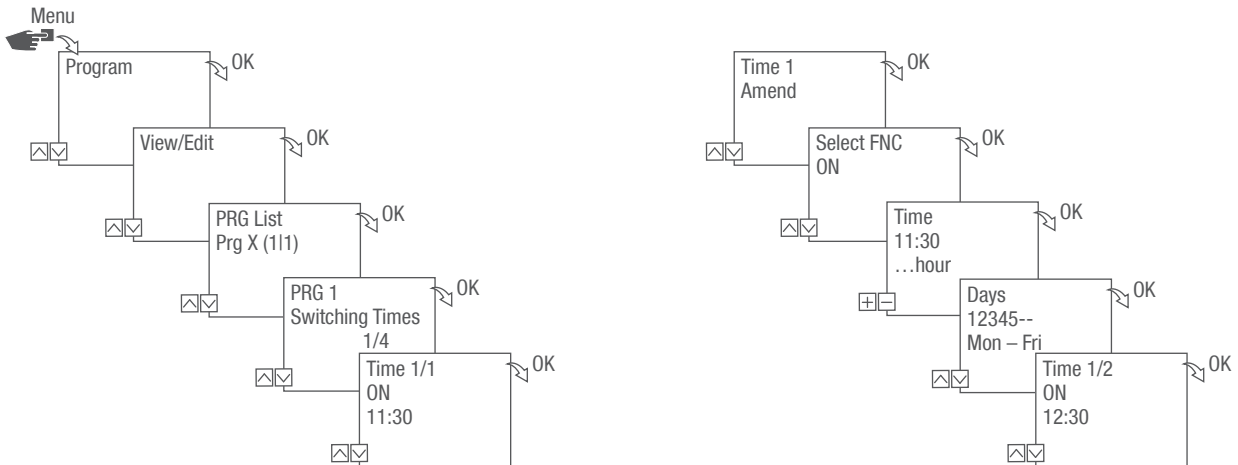 Menu
Program
OK
View/Edit
OK
PRG List
Prg X (1|1)
OK
PRG 1
Switching Times
1/4
OK
Time 1/1
ON
11:30
OK
Time 1
Amend
OK
Select FNC
ON
OK
Time
11:30
…hour
OK
Days
12345--
Mon – Fri
OK
Time 1/2
ON
12:30
OK